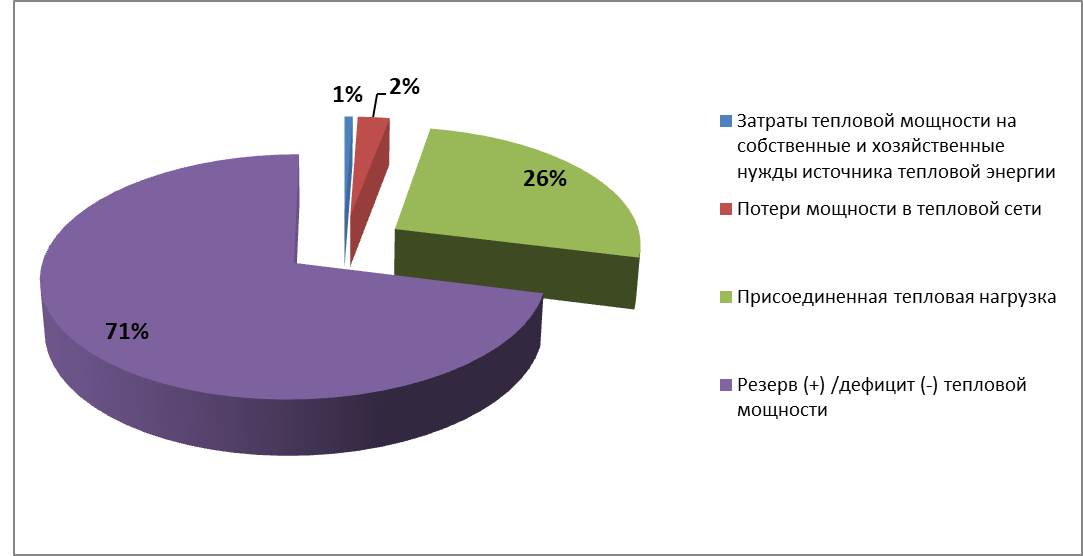 1%
2%
26%
71%
Затраты тепловой мощности на
собственные и хозяйственные
нужды источника тепловой энергии
Потери мощности в тепловой сети
Присоединенная тепловая нагрузка
Резерв (+) /дефицит (-) тепловой
мощности